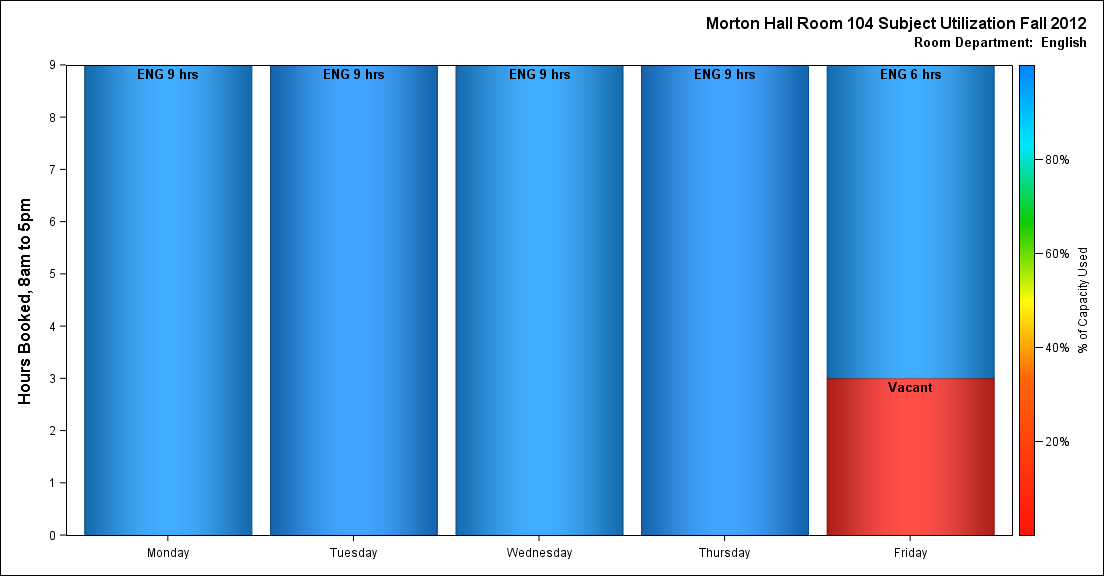 Morton Hall Room 104 Subject Utilization Fall 2012
Room Department: English
Hours Booked, 8am to 5pm
9
8
7
6
5
4
3
2
1
0
ENG 9 hrs
ENG 9 hrs
ENG 9 hrs
ENG 9 hrs
ENG 6 hrs
Vacant
Monday
Tuesday
Wednesday
Thursday
Friday
80%
60%
40%
20%
% of Capacity Used